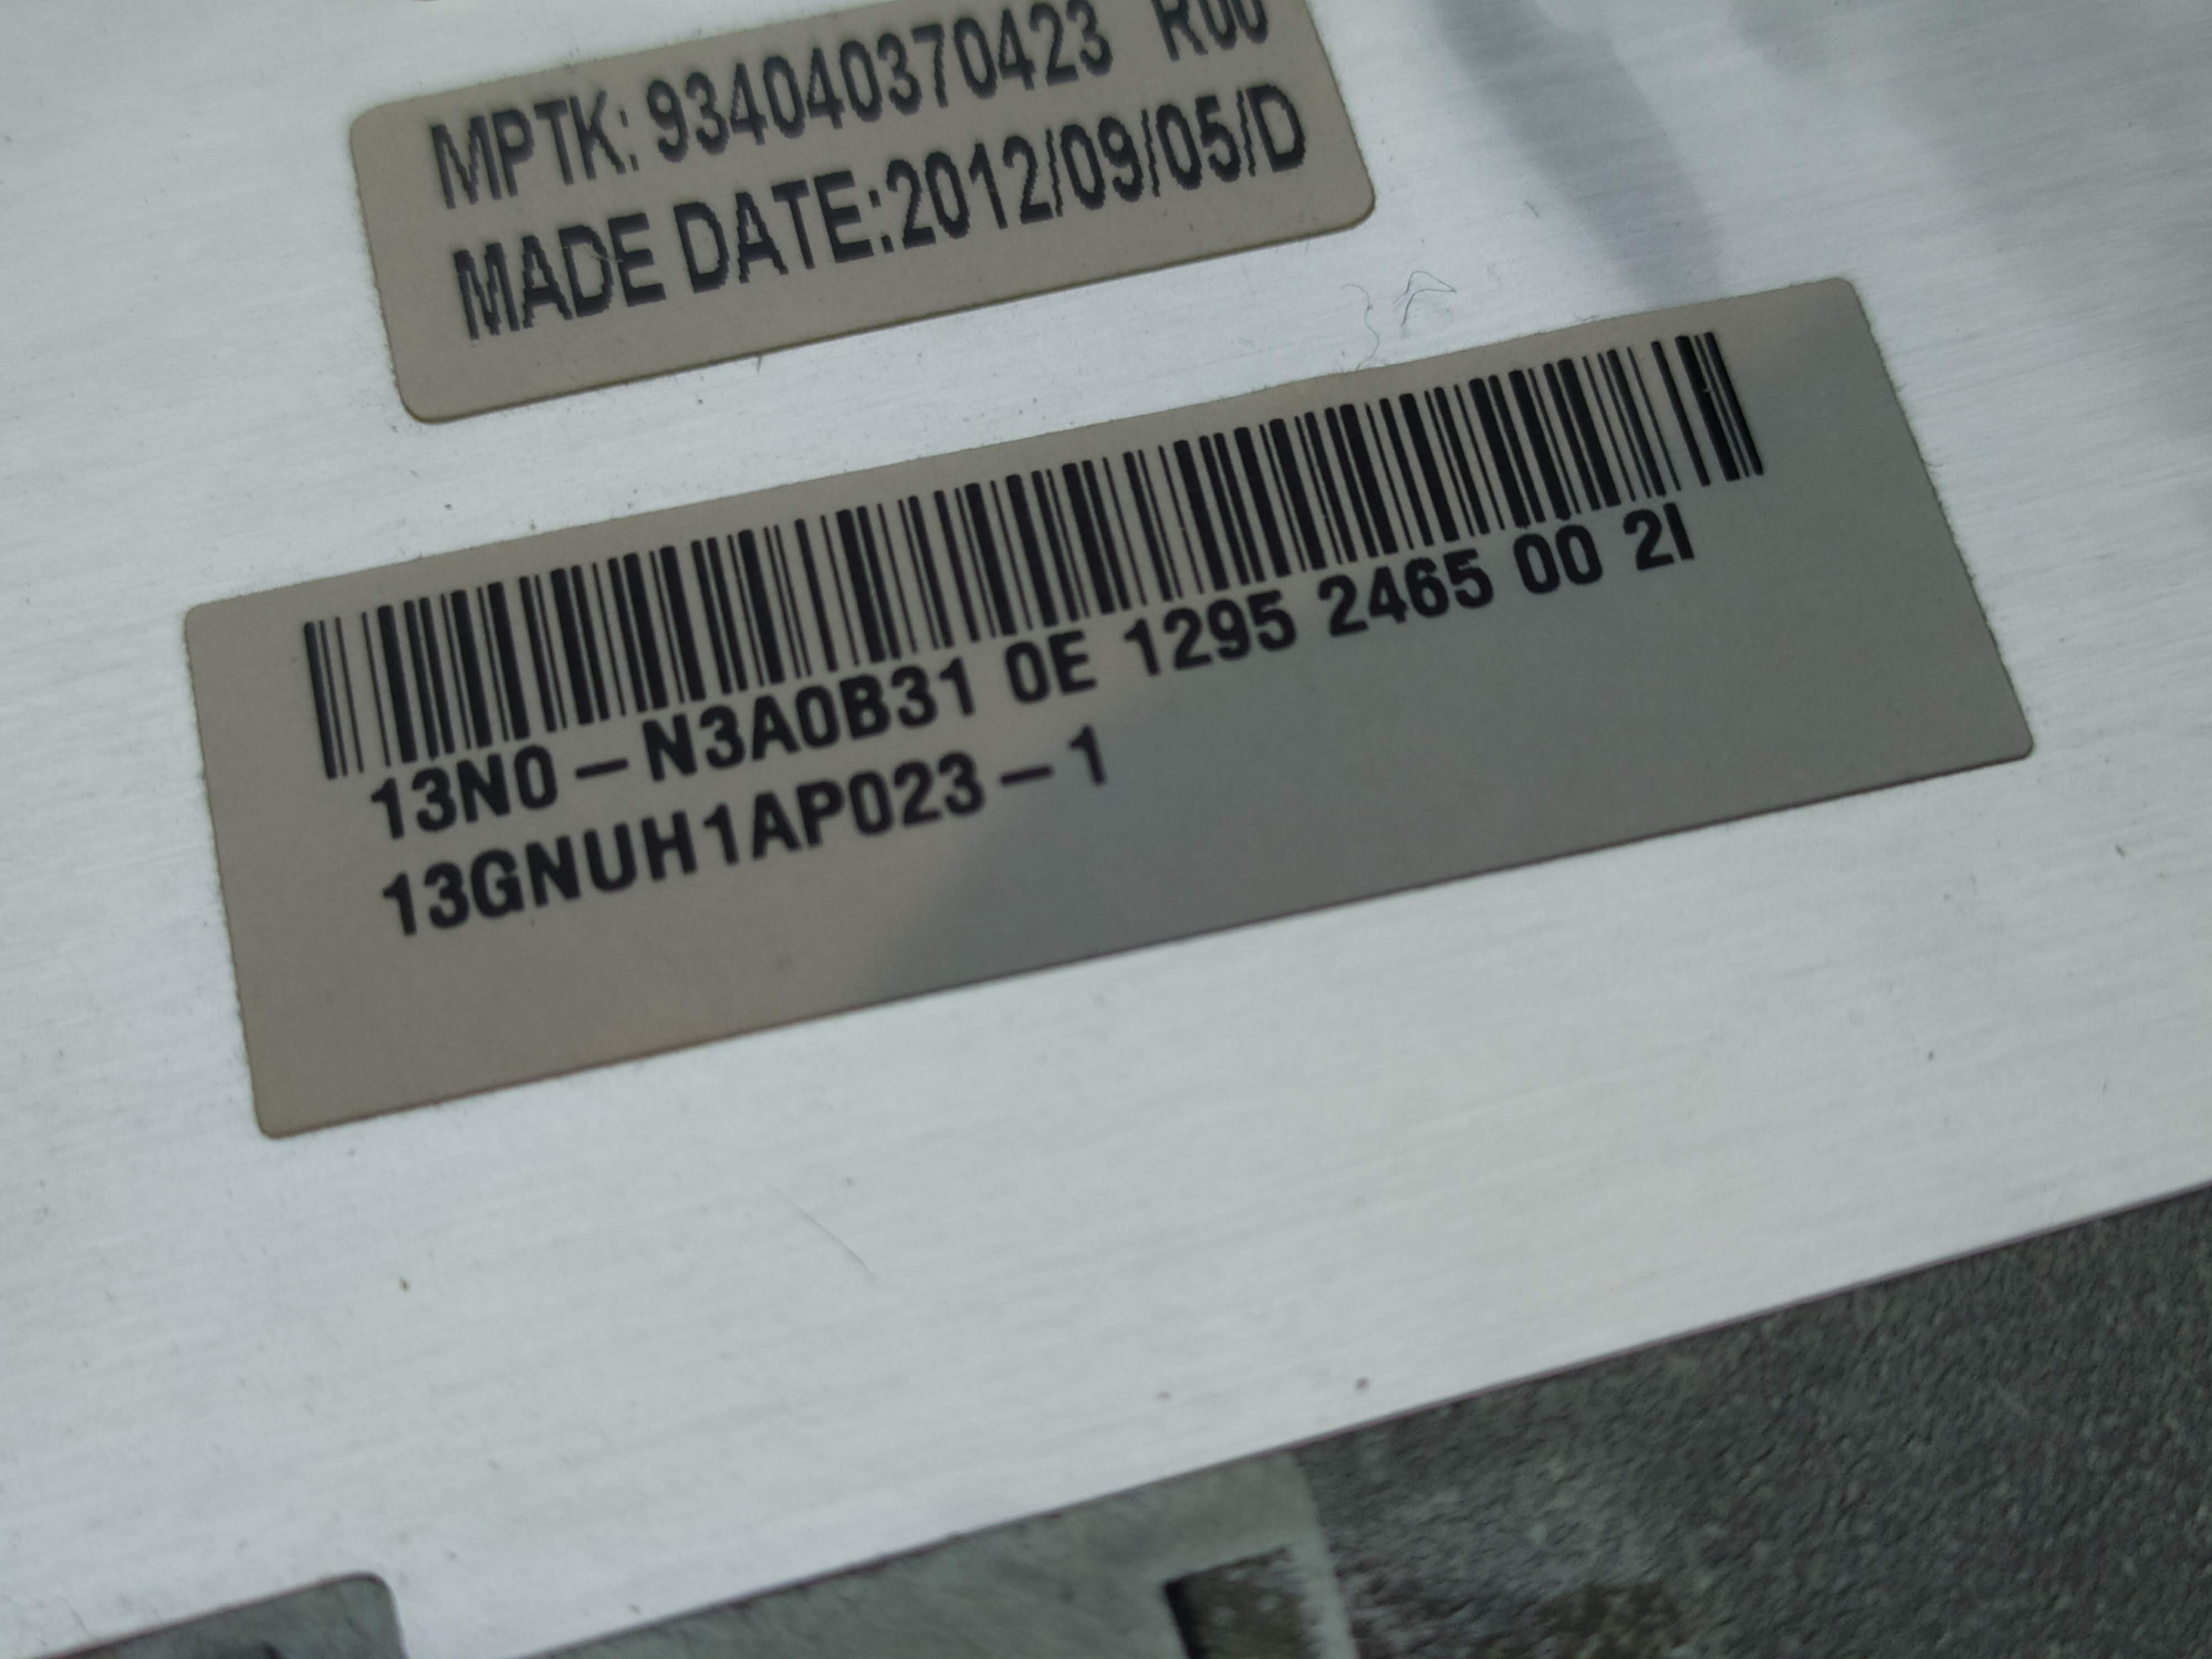 MPTK: 934040370423 R00
MADE DATE:2012/09/05/D
13N0-N3A0B31 0E 1295 2465 00 2I
13GNUH1AP023-1